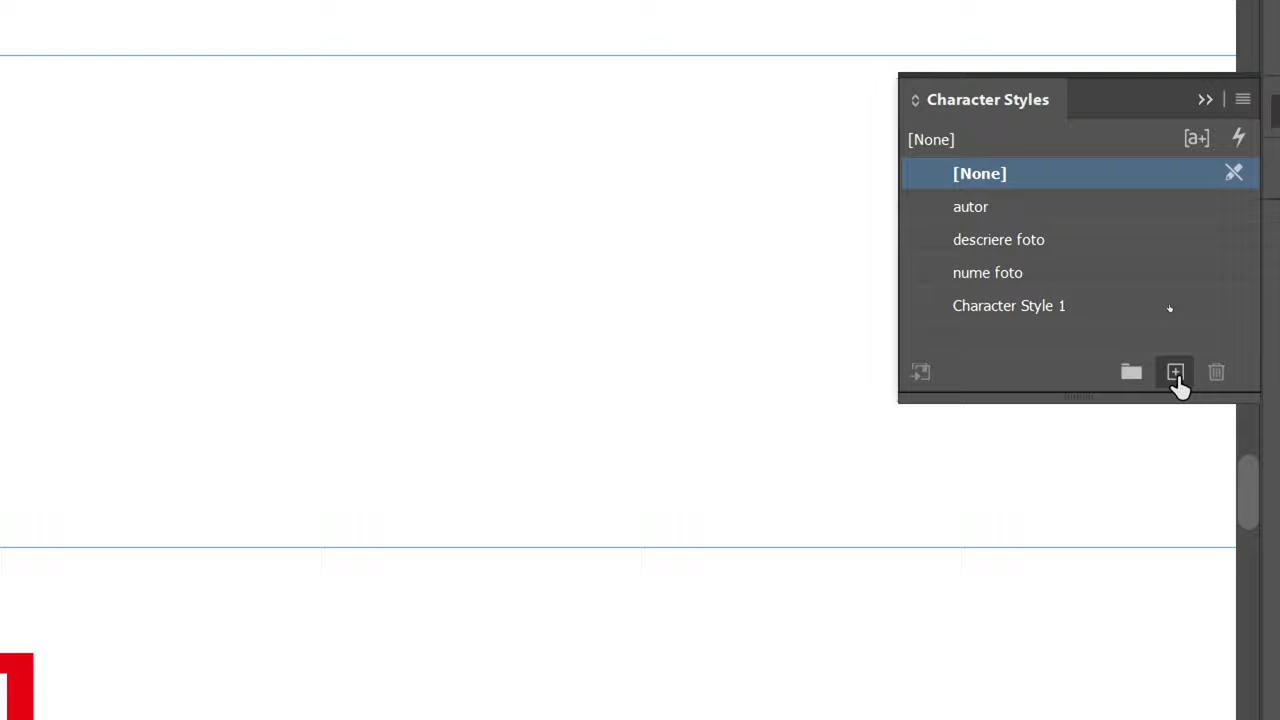 Character Styles
[None]
[a+]
[None]
autor
descriere foto
nume foto
Character Style 1